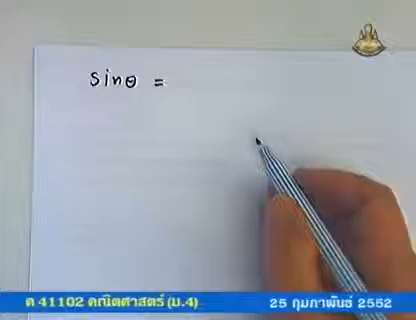 sinθ =
ค 41102 คณิตศาสตร์ (ม.4) 25 กุมภาพันธ์ 2552